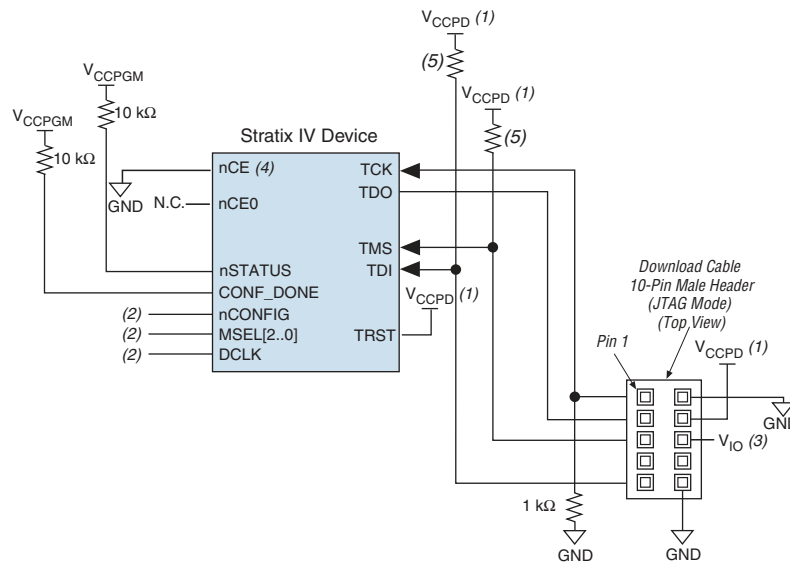 V_CCPD (1)
(5)
V_CCPGM
V_CCPD (1)
10 kΩ
V_CCPGM
(5)
10 kΩ
Stratix IV Device
nCE (4)
TCK
GND
TDO
N.C.
nCE0
TMS
nSTATUS
TDI
CONF_DONE
V_CCPD (1)
(2)
nCONFIG
(2)
MSEL[2..0]
TRST
(2)
DCLK
Download Cable
10-Pin Male Header
(JTAG Mode)
(Top View)
Pin 1
V_CCPD (1)
GND
V_IO (3)
1 kΩ
GND
GND